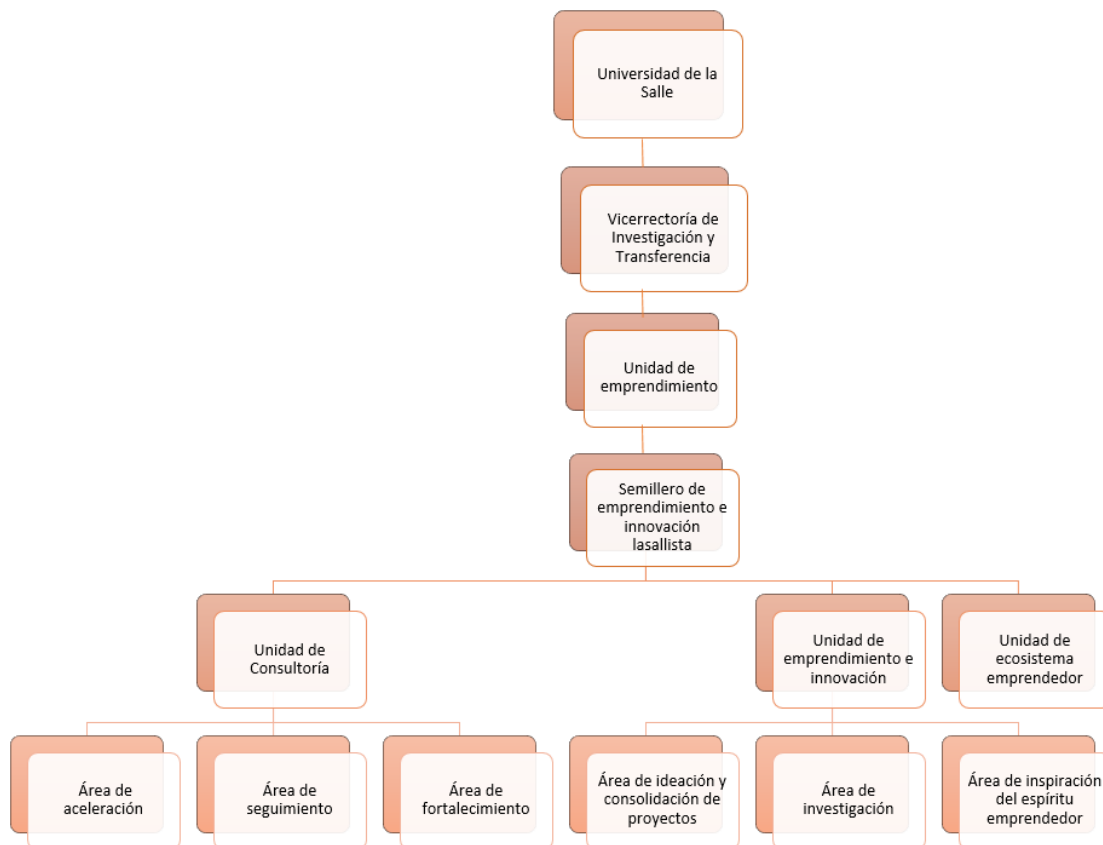 Universidad de la
Salle
Vicerrectoría de
Investigación y
Transferencia
Unidad de
emprendimiento
Semillero de
emprendimiento e
innovación
lasallista
Unidad de
Consultoría
Unidad de
emprendimiento e
innovación
Unidad de
ecosistema
emprendedor
Área de
aceleración
Área de
seguimiento
Área de
fortalecimiento
Área de ideación y
consolidación de
proyectos
Área de
investigación
Área de inspiración
del espíritu
emprendedor